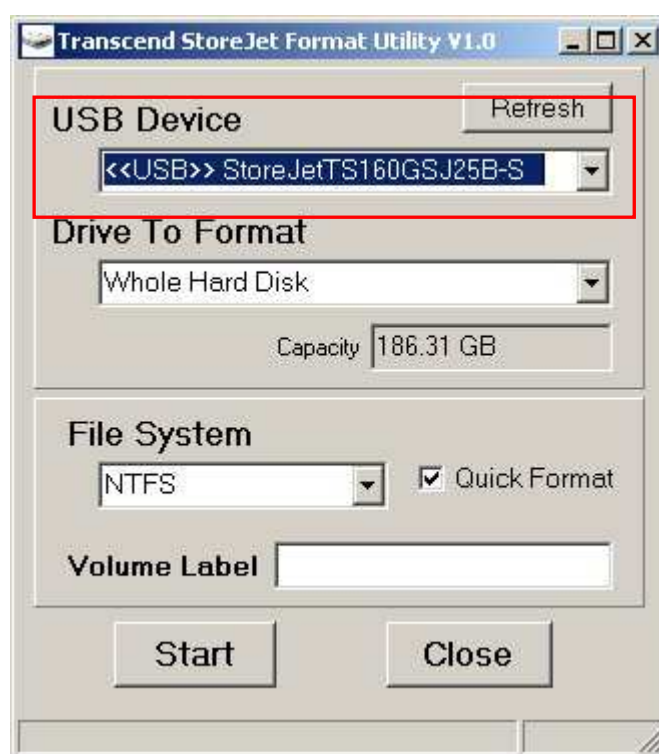 Transcend StoreJet Format Utility V1.0
Refresh
USB Device
<<USB>> StoreJetTS160GSJ25B-S
Drive To Format
Whole Hard Disk
Capacity 186.31 GB
File System
NTFS
Quick Format
Volume Label
Start Close